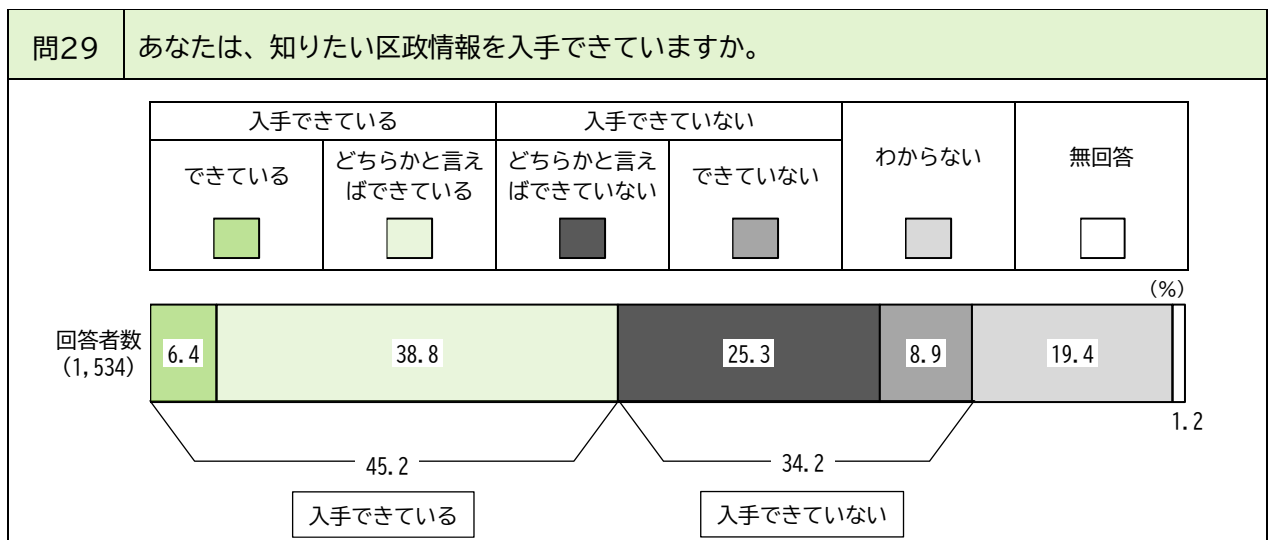 問29
あなたは、知りたい区政情報を入手できていますか。
入手できている
入手できていない
わからない
無回答
できている
どちらかと言え
ばできている
どちらかと言え
ばできていない
できていない
(%)
回答者数
(1,534)
6.4
38.8
25.3
8.9
19.4
1.2
45.2
34.2
入手できている
入手できていない